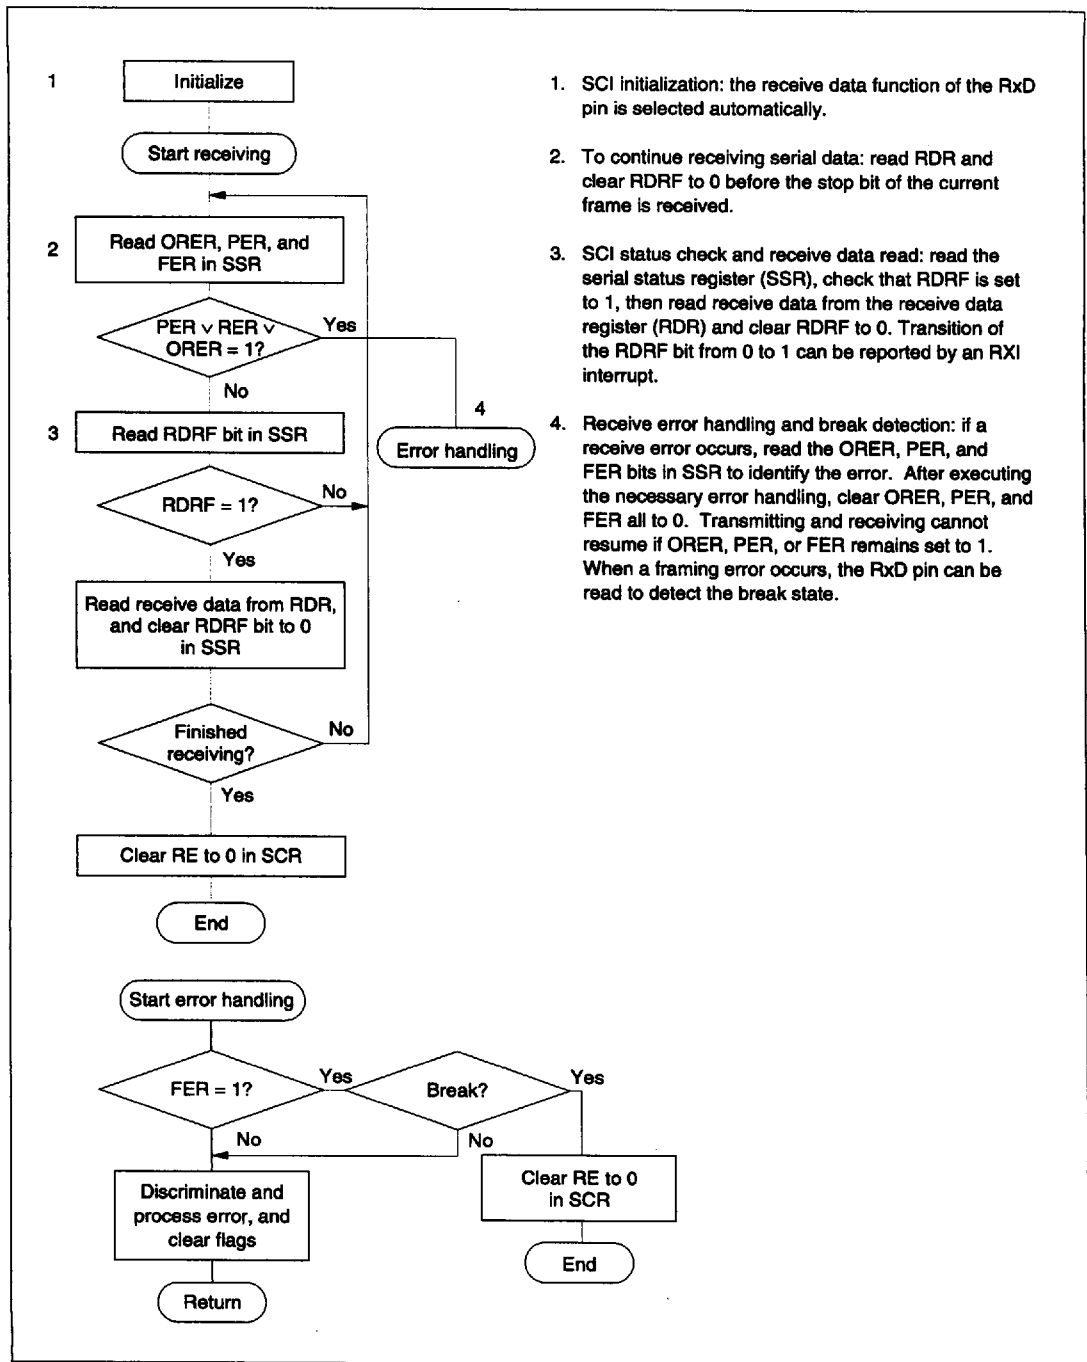 1
Initialize
Start receiving
2
Read ORER, PER, and
FER in SSR
PER ∨ RER ∨
ORER = 1?
Yes
No
4
Error handling
3
Read RDRF bit in SSR
RDRF = 1?
No
Yes
Read receive data from RDR,
and clear RDRF bit to 0
in SSR
Finished
receiving?
No
Yes
Clear RE to 0 in SCR
End
1. SCI initialization: the receive data function of the RxD
pin is selected automatically.
2. To continue receiving serial data: read RDR and
clear RDRF to 0 before the stop bit of the current
frame is received.
3. SCI status check and receive data read: read the
serial status register (SSR), check that RDRF is set
to 1, then read receive data from the receive data
register (RDR) and clear RDRF to 0. Transition of
the RDRF bit from 0 to 1 can be reported by an RXI
interrupt.
4. Receive error handling and break detection: if a
receive error occurs, read the ORER, PER, and
FER bits in SSR to identify the error. After executing
the necessary error handling, clear ORER, PER, and
FER all to 0. Transmitting and receiving cannot
resume if ORER, PER, or FER remains set to 1.
When a framing error occurs, the RxD pin can be
read to detect the break state.
Start error handling
FER = 1?
Yes
Break?
Yes
No
No
Discriminate and
process error, and
clear flags
Return
Clear RE to 0
in SCR
End